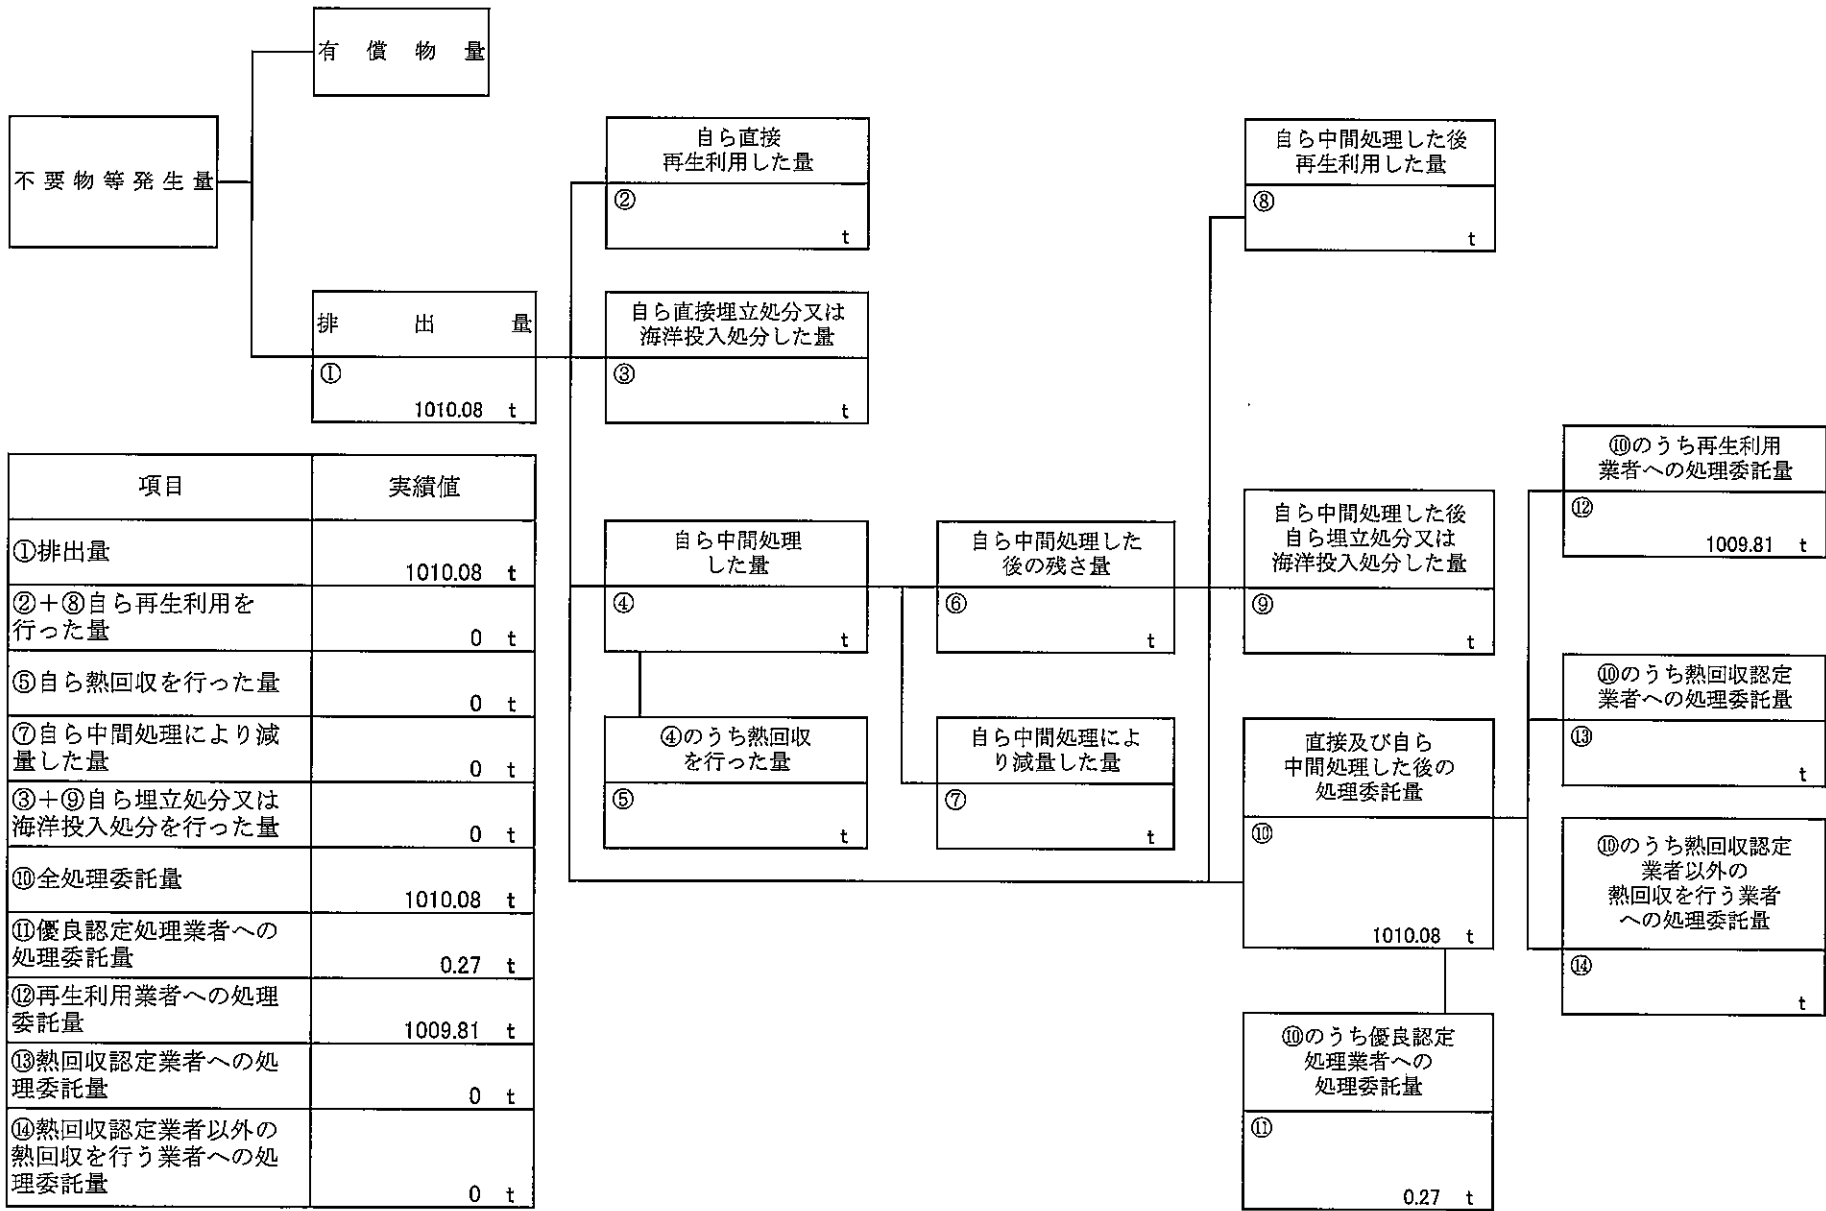 有償物量
不要物等発生量
排出量
①
1010.08 t
自ら直接
再生利用した量
②
t
自ら直接埋立処分又は
海洋投入処分した量
③
t
自ら中間処理
した量
④
t
④のうち熱回収
を行った量
⑤
t
自ら中間処理した
後の残さ量
⑥
t
自ら中間処理によ
り減量した量
⑦
t
自ら中間処理した後
再生利用した量
⑧
t
自ら中間処理した後
自ら埋立処分又は
海洋投入処分した量
⑨
t
直接及び自ら
中間処理した後の
処理委託量
⑩
1010.08 t
⑩のうち優良認定
処理業者への
処理委託量
⑪
0.27 t
⑩のうち再生利用
業者への処理委託量
⑫
1009.81 t
⑩のうち熱回収認定
業者への処理委託量
⑬
t
⑩のうち熱回収認定
業者以外の
熱回収を行う業者
への処理委託量
⑭
t
項目 実績値
①排出量
1010.08 t
②+⑧自ら再生利用を
行った量
0 t
⑤自ら熱回収を行った量
0 t
⑦自ら中間処理により減
量した量
0 t
③+⑨自ら埋立処分又は
海洋投入処分を行った量
0 t
⑩全処理委託量
1010.08 t
⑪優良認定処理業者への
処理委託量
0.27 t
⑫再生利用業者への処理
委託量
1009.81 t
⑬熱回収認定業者への処
理委託量
0 t
⑭熱回収認定業者以外の
熱回収を行う業者への処
理委託量
0 t